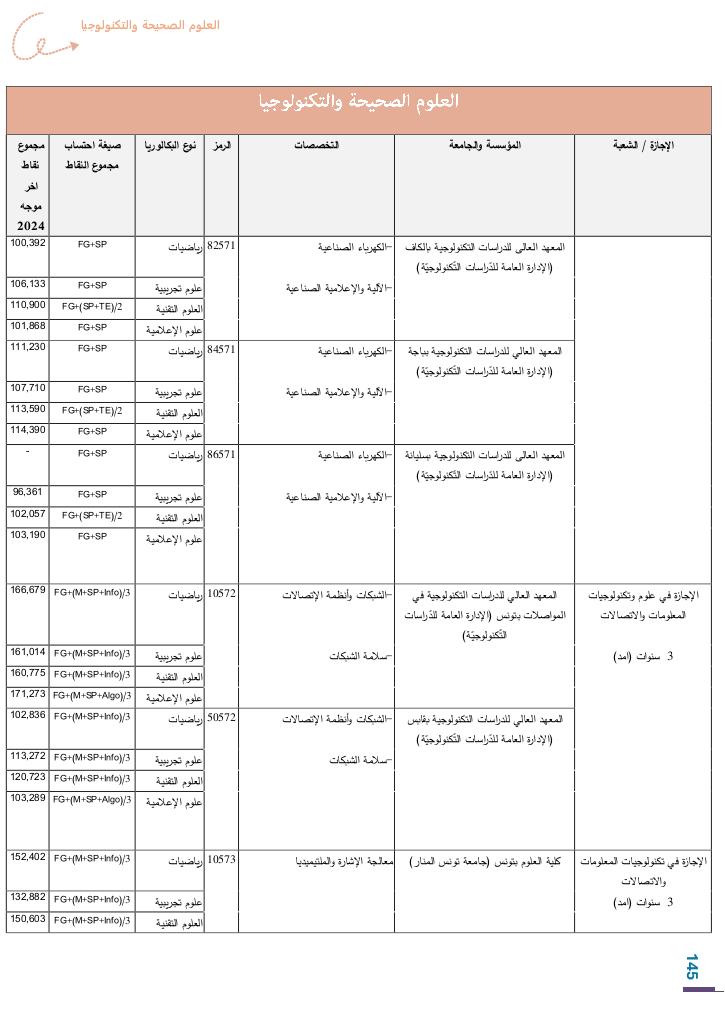 العلوم الصحيحة والتكنولوجيا
العلوم الصحيحة والتكنولوجيا
الإجازة / الشعبة المؤسسة والجامعة التخصصات الرمز نوع البكالوريا صيغة احتساب مجموع النقاط مجموع نقاط اخر موجه 2024
المعهد العالي للدراسات التكنولوجية بالكاف –الكهرباء الصناعية 82571 رياضيات FG+SP 100,392
(الإدارة العامة للدّراسات التّكنولوجيّة)
–الآلية والإعلامية الصناعية علوم تجريبية FG+SP 106,133
العلوم التقنية FG+(SP+TE)/2 110,900
علوم الإعلامية FG+SP 101,868
المعهد العالي للدراسات التكنولوجية بباجة –الكهرباء الصناعية 84571 رياضيات FG+SP 111,230
(الإدارة العامة للدّراسات التّكنولوجيّة)
–الآلية والإعلامية الصناعية علوم تجريبية FG+SP 107,710
العلوم التقنية FG+(SP+TE)/2 113,590
علوم الإعلامية FG+SP 114,390
المعهد العالي للدراسات التكنولوجية بسليانة –الكهرباء الصناعية 86571 رياضيات FG+SP -
(الإدارة العامة للدّراسات التّكنولوجيّة)
–الآلية والإعلامية الصناعية علوم تجريبية FG+SP 96,361
العلوم التقنية FG+(SP+TE)/2 102,057
علوم الإعلامية FG+SP 103,190
الإجازة في علوم وتكنولوجيات المعهد العالي للدراسات التكنولوجية في –الشبكات وأنظمة الإتصالات 10572 رياضيات FG+(M+SP+Info)/3 166,679
المعلومات والاتصالات المواصلات بتونس (الإدارة العامة للدّراسات
التّكنولوجيّة)
3 سنوات (امد) –سلامة الشبكات علوم تجريبية FG+(M+SP+Info)/3 161,014
العلوم التقنية FG+(M+SP+Info)/3 160,775
علوم الإعلامية FG+(M+SP+Algo)/3 171,273
المعهد العالي للدراسات التكنولوجية بقابس –الشبكات وأنظمة الإتصالات 50572 رياضيات FG+(M+SP+Info)/3 102,836
(الإدارة العامة للدّراسات التّكنولوجيّة)
–سلامة الشبكات علوم تجريبية FG+(M+SP+Info)/3 113,272
العلوم التقنية FG+(M+SP+Info)/3 120,723
علوم الإعلامية FG+(M+SP+Algo)/3 103,289
الإجازة في تكنولوجيات المعلومات كلية العلوم بتونس (جامعة تونس المنار) معالجة الإشارة والملتيميديا 10573 رياضيات FG+(M+SP+Info)/3 152,402
والاتصالات
3 سنوات (امد) علوم تجريبية FG+(M+SP+Info)/3 132,882
العلوم التقنية FG+(M+SP+Info)/3 150,603
145